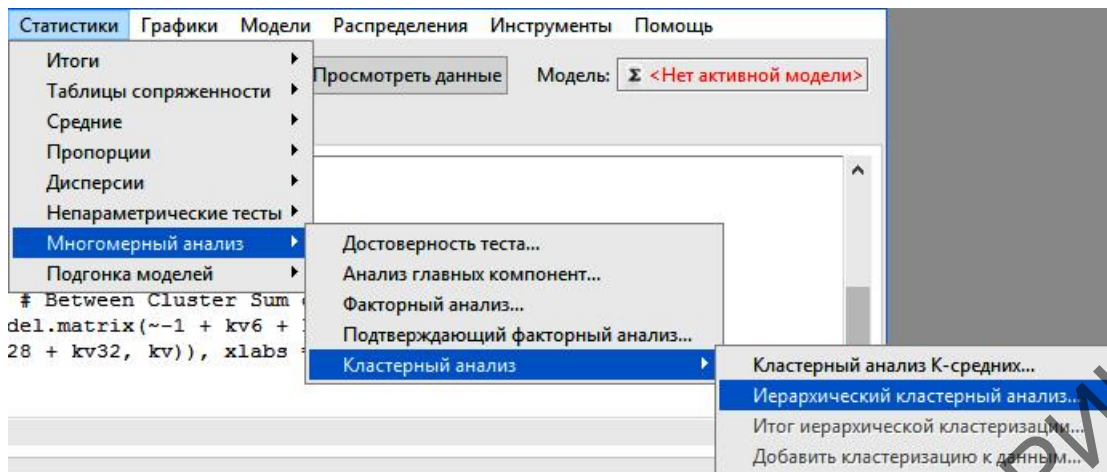 Статистики Графики Модели Распределения Инструменты Помощь
Итоги
Таблицы сопряженности
Средние
Пропорции
Дисперсии
Непараметрические тесты
Многомерный анализ
Подгонка моделей
Просмотреть данные Модель: Σ <Нет активной модели>
Достоверность теста...
Анализ главных компонент...
Факторный анализ...
Подтверждающий факторный анализ...
Кластерный анализ
Кластерный анализ К-средних...
Иерархический кластерный анализ...
Итог иерархической кластеризации...
Добавить кластеризацию к данным...
# Between Cluster Sum
del.matrix(~-1 + kv6 +
28 + kv32, kv)), xlabs